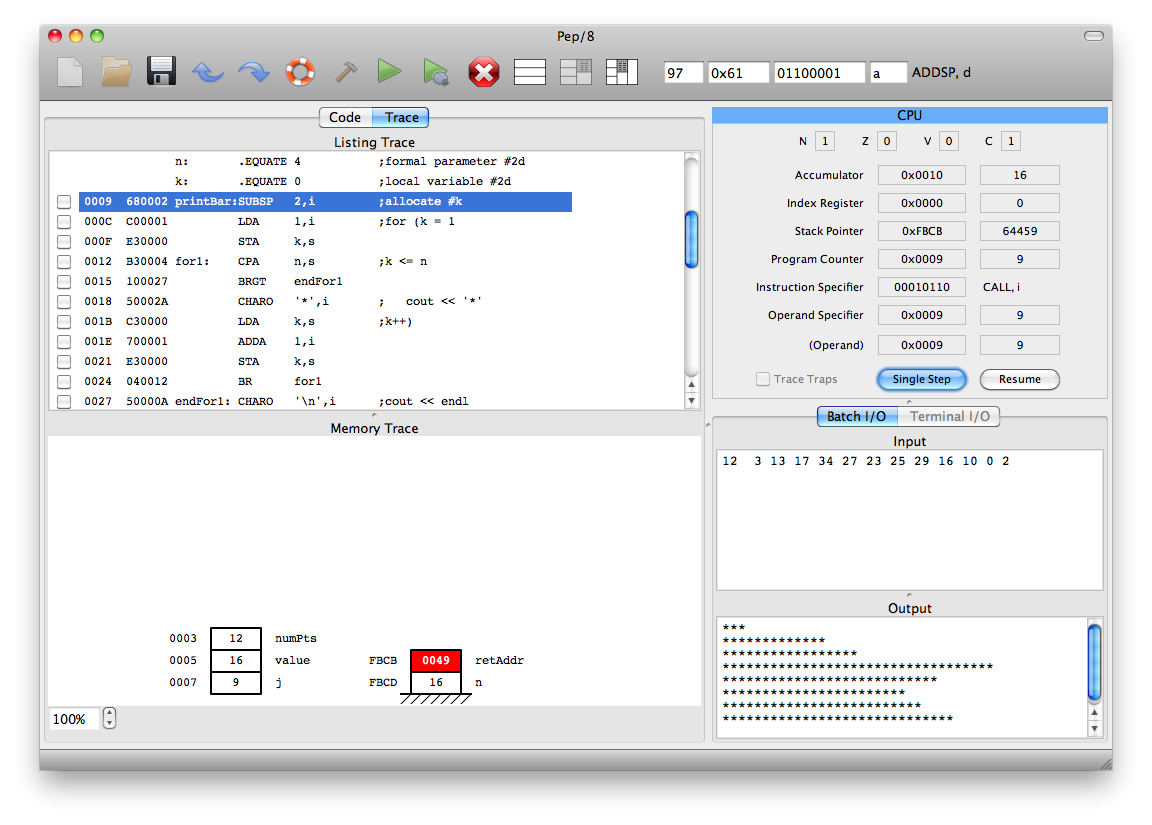 Pep/8
97 0x61 01100001 a ADDSP, d
Code Trace
Listing Trace
n: .EQUATE 4 ;formal parameter #2d
k: .EQUATE 0 ;local variable #2d
0009 680002 printBar:SUBSP 2,i ;allocate #k
000C C00001 LDA 1,i ;for (k = 1
000F E30000 STA k,s
0012 B30004 for1: CPA n,s ;k <= n
0015 100027 BRGT endFor1
0018 50002A CHARO '*',i ; cout << '*'
001B C30000 LDA k,s ;k++)
001E 700001 ADDA 1,i
0021 E30000 STA k,s
0024 040012 BR for1
0027 50000A endFor1: CHARO '\n',i ;cout << endl
Memory Trace
0003 12 numPts
0005 16 value FBCB 0049 retAddr
0007 9 j FBCD 16 n
100%
CPU
N 1 Z 0 V 0 C 1
Accumulator 0x0010 16
Index Register 0x0000 0
Stack Pointer 0xFBCB 64459
Program Counter 0x0009 9
Instruction Specifier 00010110 CALL, i
Operand Specifier 0x0009 9
(Operand) 0x0009 9
Trace Traps Single Step Resume
Batch I/O Terminal I/O
Input
12 3 13 17 34 27 23 25 29 16 10 0 2
Output
***
*************
*****************
**********************************
***************************
***********************
*************************
*****************************